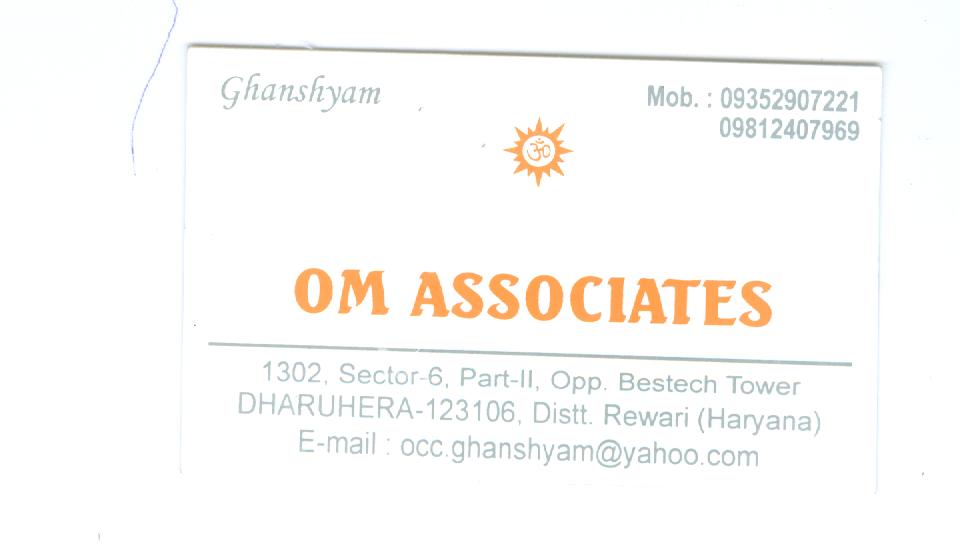 Ghanshyam
Mob. : 09352907221
09812407969
ॐ
OM ASSOCIATES
1302, Sector-6, Part-II, Opp. Bestech Tower
DHARUHERA-123106, Distt. Rewari (Haryana)
E-mail : occ.ghanshyam@yahoo.com